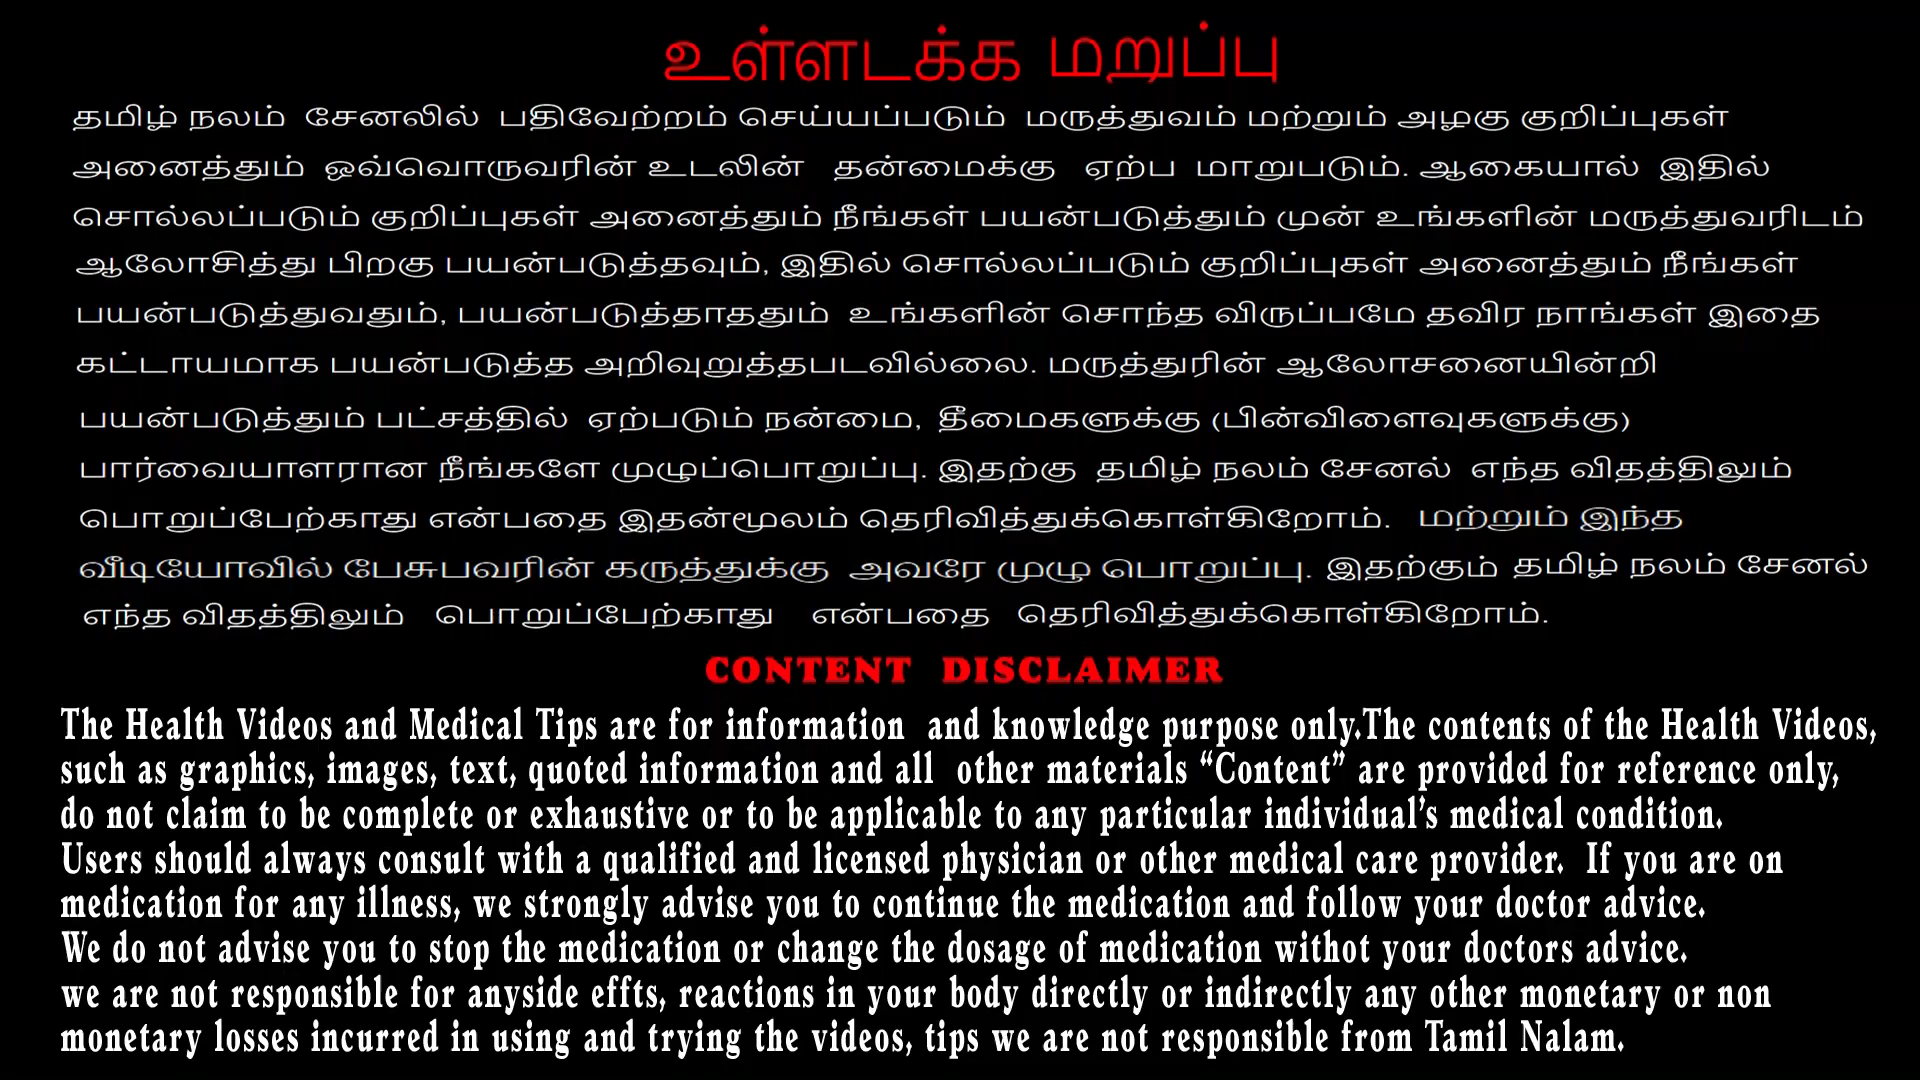 உள்ளடக்க மறுப்பு
தமிழ் நலம் சேனலில் பதிவேற்றம் செய்யப்படும் மருத்துவம் மற்றும் அழகு குறிப்புகள்
அனைத்தும் ஒவ்வொருவரின் உடலின் தன்மைக்கு ஏற்ப மாறுபடும். ஆகையால் இதில்
சொல்லப்படும் குறிப்புகள் அனைத்தும் நீங்கள் பயன்படுத்தும் முன் உங்களின் மருத்துவரிடம்
ஆலோசித்து பிறகு பயன்படுத்தவும், இதில் சொல்லப்படும் குறிப்புகள் அனைத்தும் நீங்கள்
பயன்படுத்துவதும், பயன்படுத்தாததும் உங்களின் சொந்த விருப்பமே தவிர நாங்கள் இதை
கட்டாயமாக பயன்படுத்த அறிவுறுத்தபடவில்லை. மருத்துரின் ஆலோசனையின்றி
பயன்படுத்தும் பட்சத்தில் ஏற்படும் நன்மை, தீமைகளுக்கு (பின்விளைவுகளுக்கு)
பார்வையாளரான நீங்களே முழுப்பொறுப்பு. இதற்கு தமிழ் நலம் சேனல் எந்த விதத்திலும்
பொறுப்பேற்காது என்பதை இதன்மூலம் தெரிவித்துக்கொள்கிறோம். மற்றும் இந்த
வீடியோவில் பேசுபவரின் கருத்துக்கு அவரே முழு பொறுப்பு. இதற்கும் தமிழ் நலம் சேனல்
எந்த விதத்திலும் பொறுப்பேற்காது என்பதை தெரிவித்துக்கொள்கிறோம்.
CONTENT DISCLAIMER
The Health Videos and Medical Tips are for information and knowledge purpose only.The contents of the Health Videos,
such as graphics, images, text, quoted information and all other materials “Content” are provided for reference only,
do not claim to be complete or exhaustive or to be applicable to any particular individual’s medical condition.
Users should always consult with a qualified and licensed physician or other medical care provider. If you are on
medication for any illness, we strongly advise you to continue the medication and follow your doctor advice.
We do not advise you to stop the medication or change the dosage of medication withot your doctors advice.
we are not responsible for anyside effts, reactions in your body directly or indirectly any other monetary or non
monetary losses incurred in using and trying the videos, tips we are not responsible from Tamil Nalam.